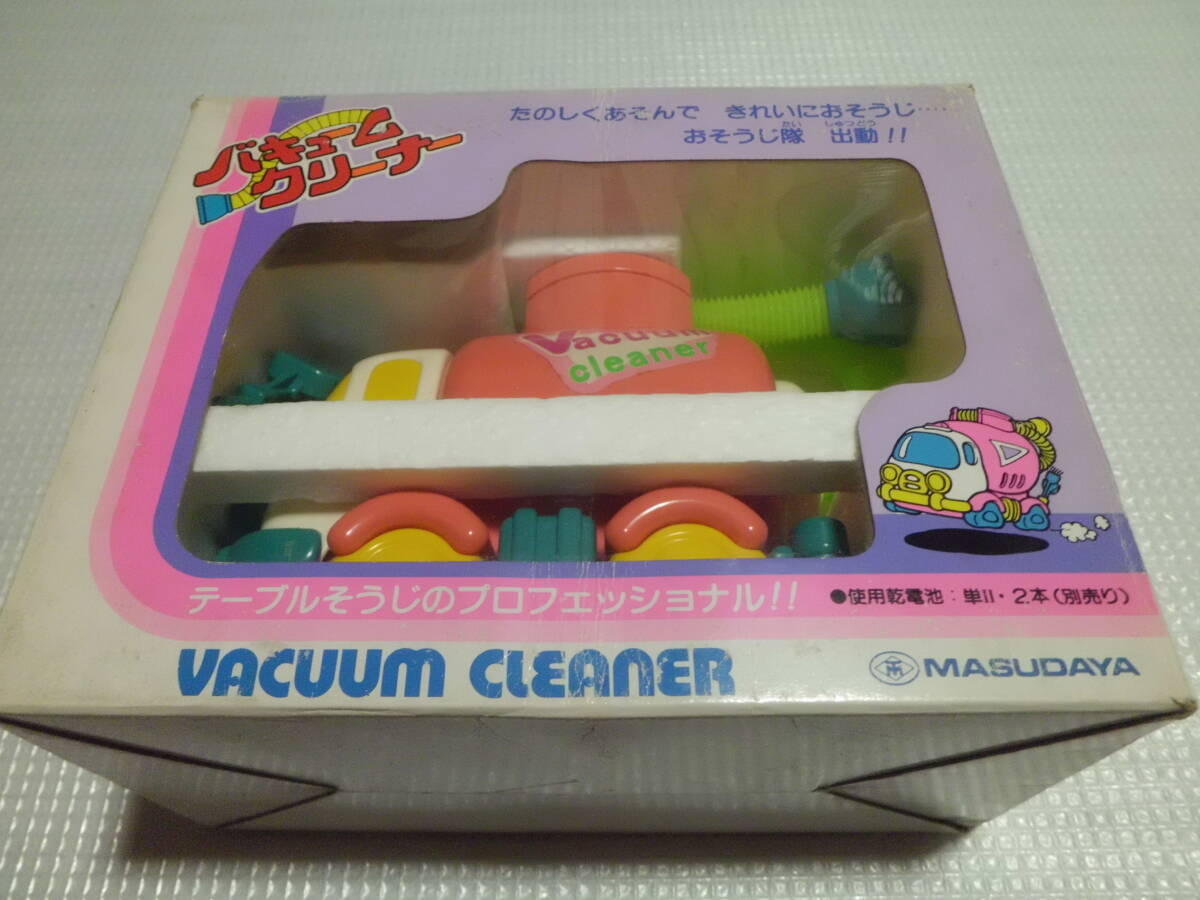 バキューム
クリーナー
たのしくあそんで きれいにおそうじ……
おそうじ隊 出動!!
たい しゅつどう
Vacuum
cleaner
テーブルそうじのプロフェッショナル!!
●使用乾電池:単II・2本(別売り)
VACUUM CLEANER
TM MASUDAYA